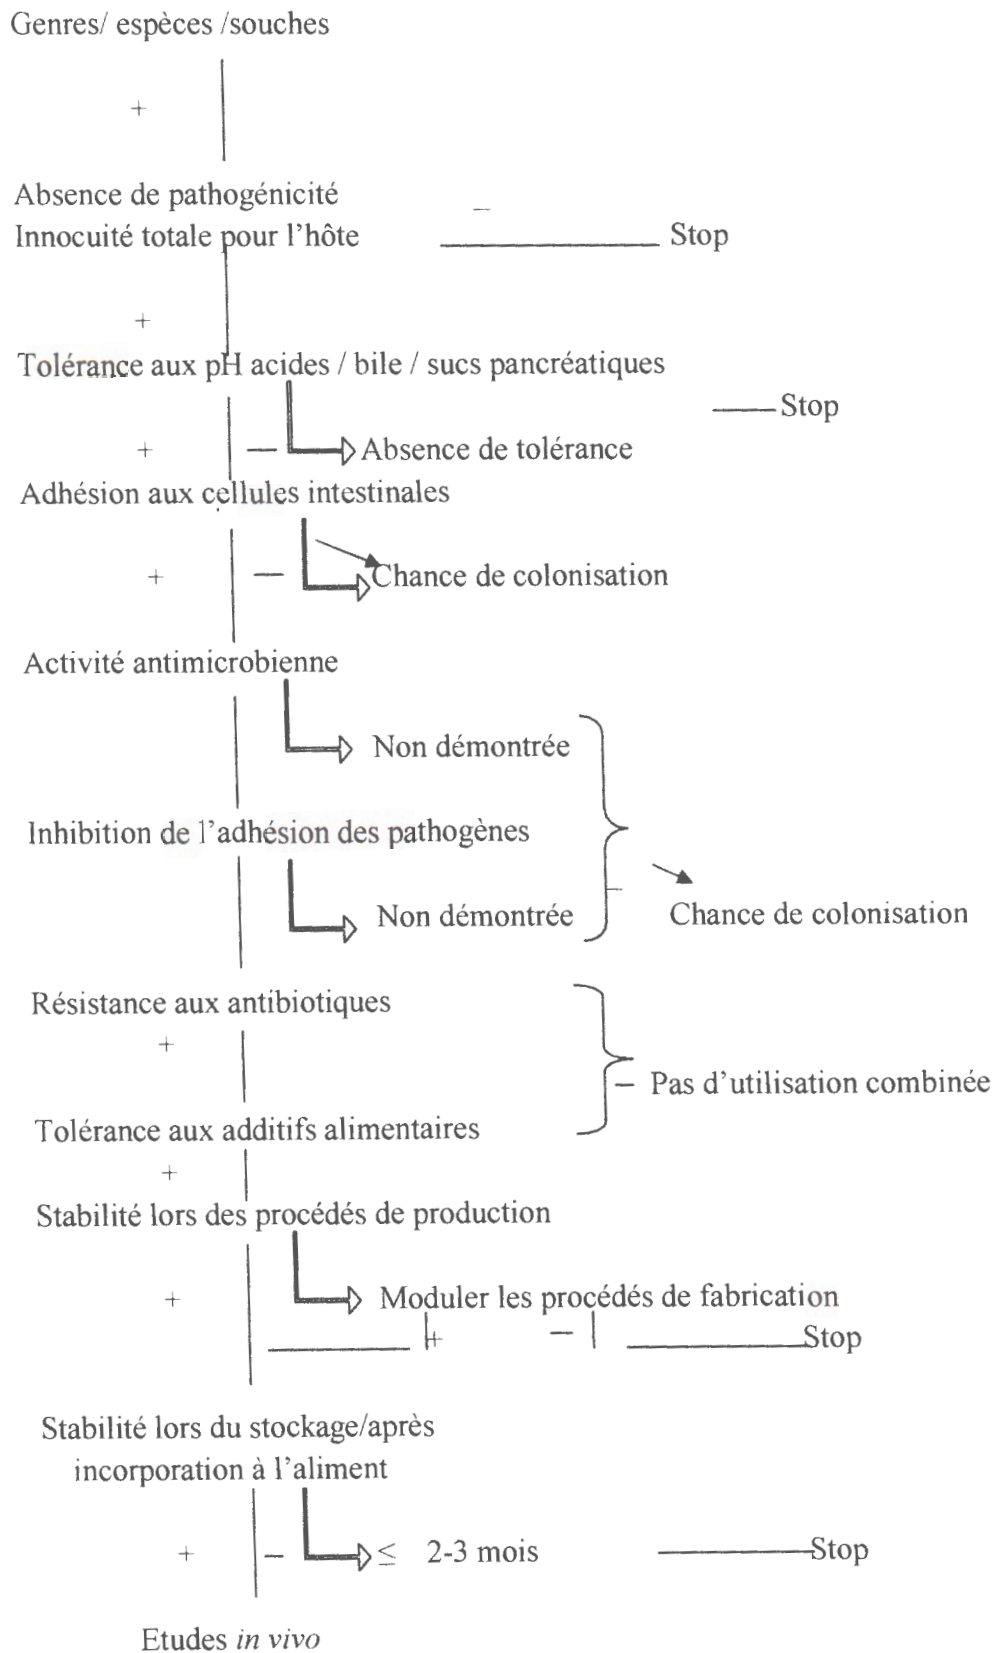 Genres/ espèces /souches
+
Absence de pathogénicité
–
Innocuité totale pour l'hôte Stop
+
Tolérance aux pH acides / bile / sucs pancréatiques
Stop
+ – Absence de tolérance
Adhésion aux cellules intestinales
+ – Chance de colonisation
Activité antimicrobienne
Non démontrée
Inhibition de l'adhésion des pathogènes
–
Non démontrée Chance de colonisation
Résistance aux antibiotiques
+
– Pas d'utilisation combinée
Tolérance aux additifs alimentaires
+
Stabilité lors des procédés de production
+ Moduler les procédés de fabrication
+ – Stop
Stabilité lors du stockage/après
incorporation à l'aliment
+ – ≤ 2-3 mois Stop
Etudes in vivo